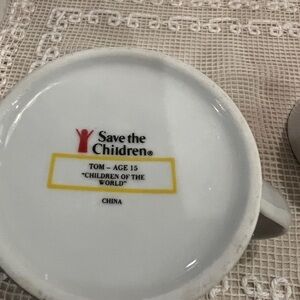 Save the
Children®
TOM – AGE 15
"CHILDREN OF THE
WORLD"
CHINA